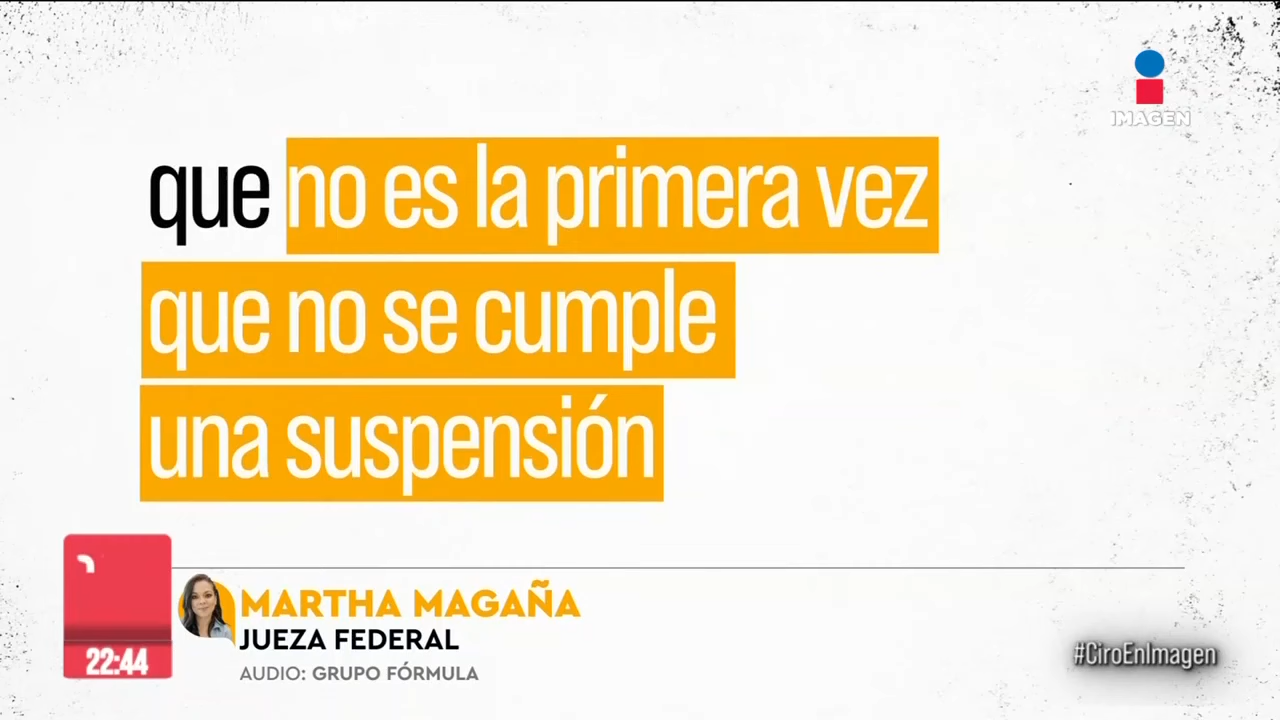 IMAGEN
que no es la primera vez
que no se cumple
una suspensión
MARTHA MAGAÑA
JUEZA FEDERAL
AUDIO: GRUPO FÓRMULA
22:44
#CiroEnImagen